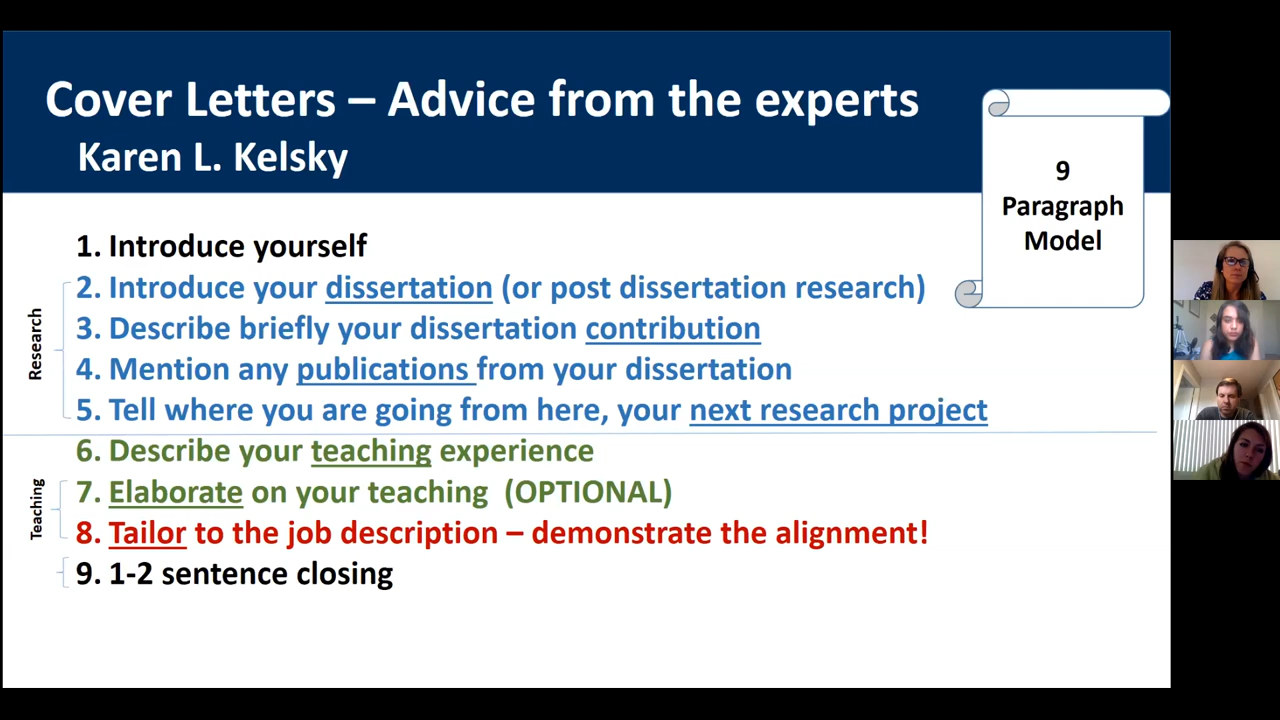 Cover Letters – Advice from the experts
Karen L. Kelsky
9
Paragraph
Model
1. Introduce yourself
2. Introduce your dissertation (or post dissertation research)
3. Describe briefly your dissertation contribution
4. Mention any publications from your dissertation
5. Tell where you are going from here, your next research project
Research
6. Describe your teaching experience
7. Elaborate on your teaching (OPTIONAL)
8. Tailor to the job description – demonstrate the alignment!
Teaching
9. 1-2 sentence closing